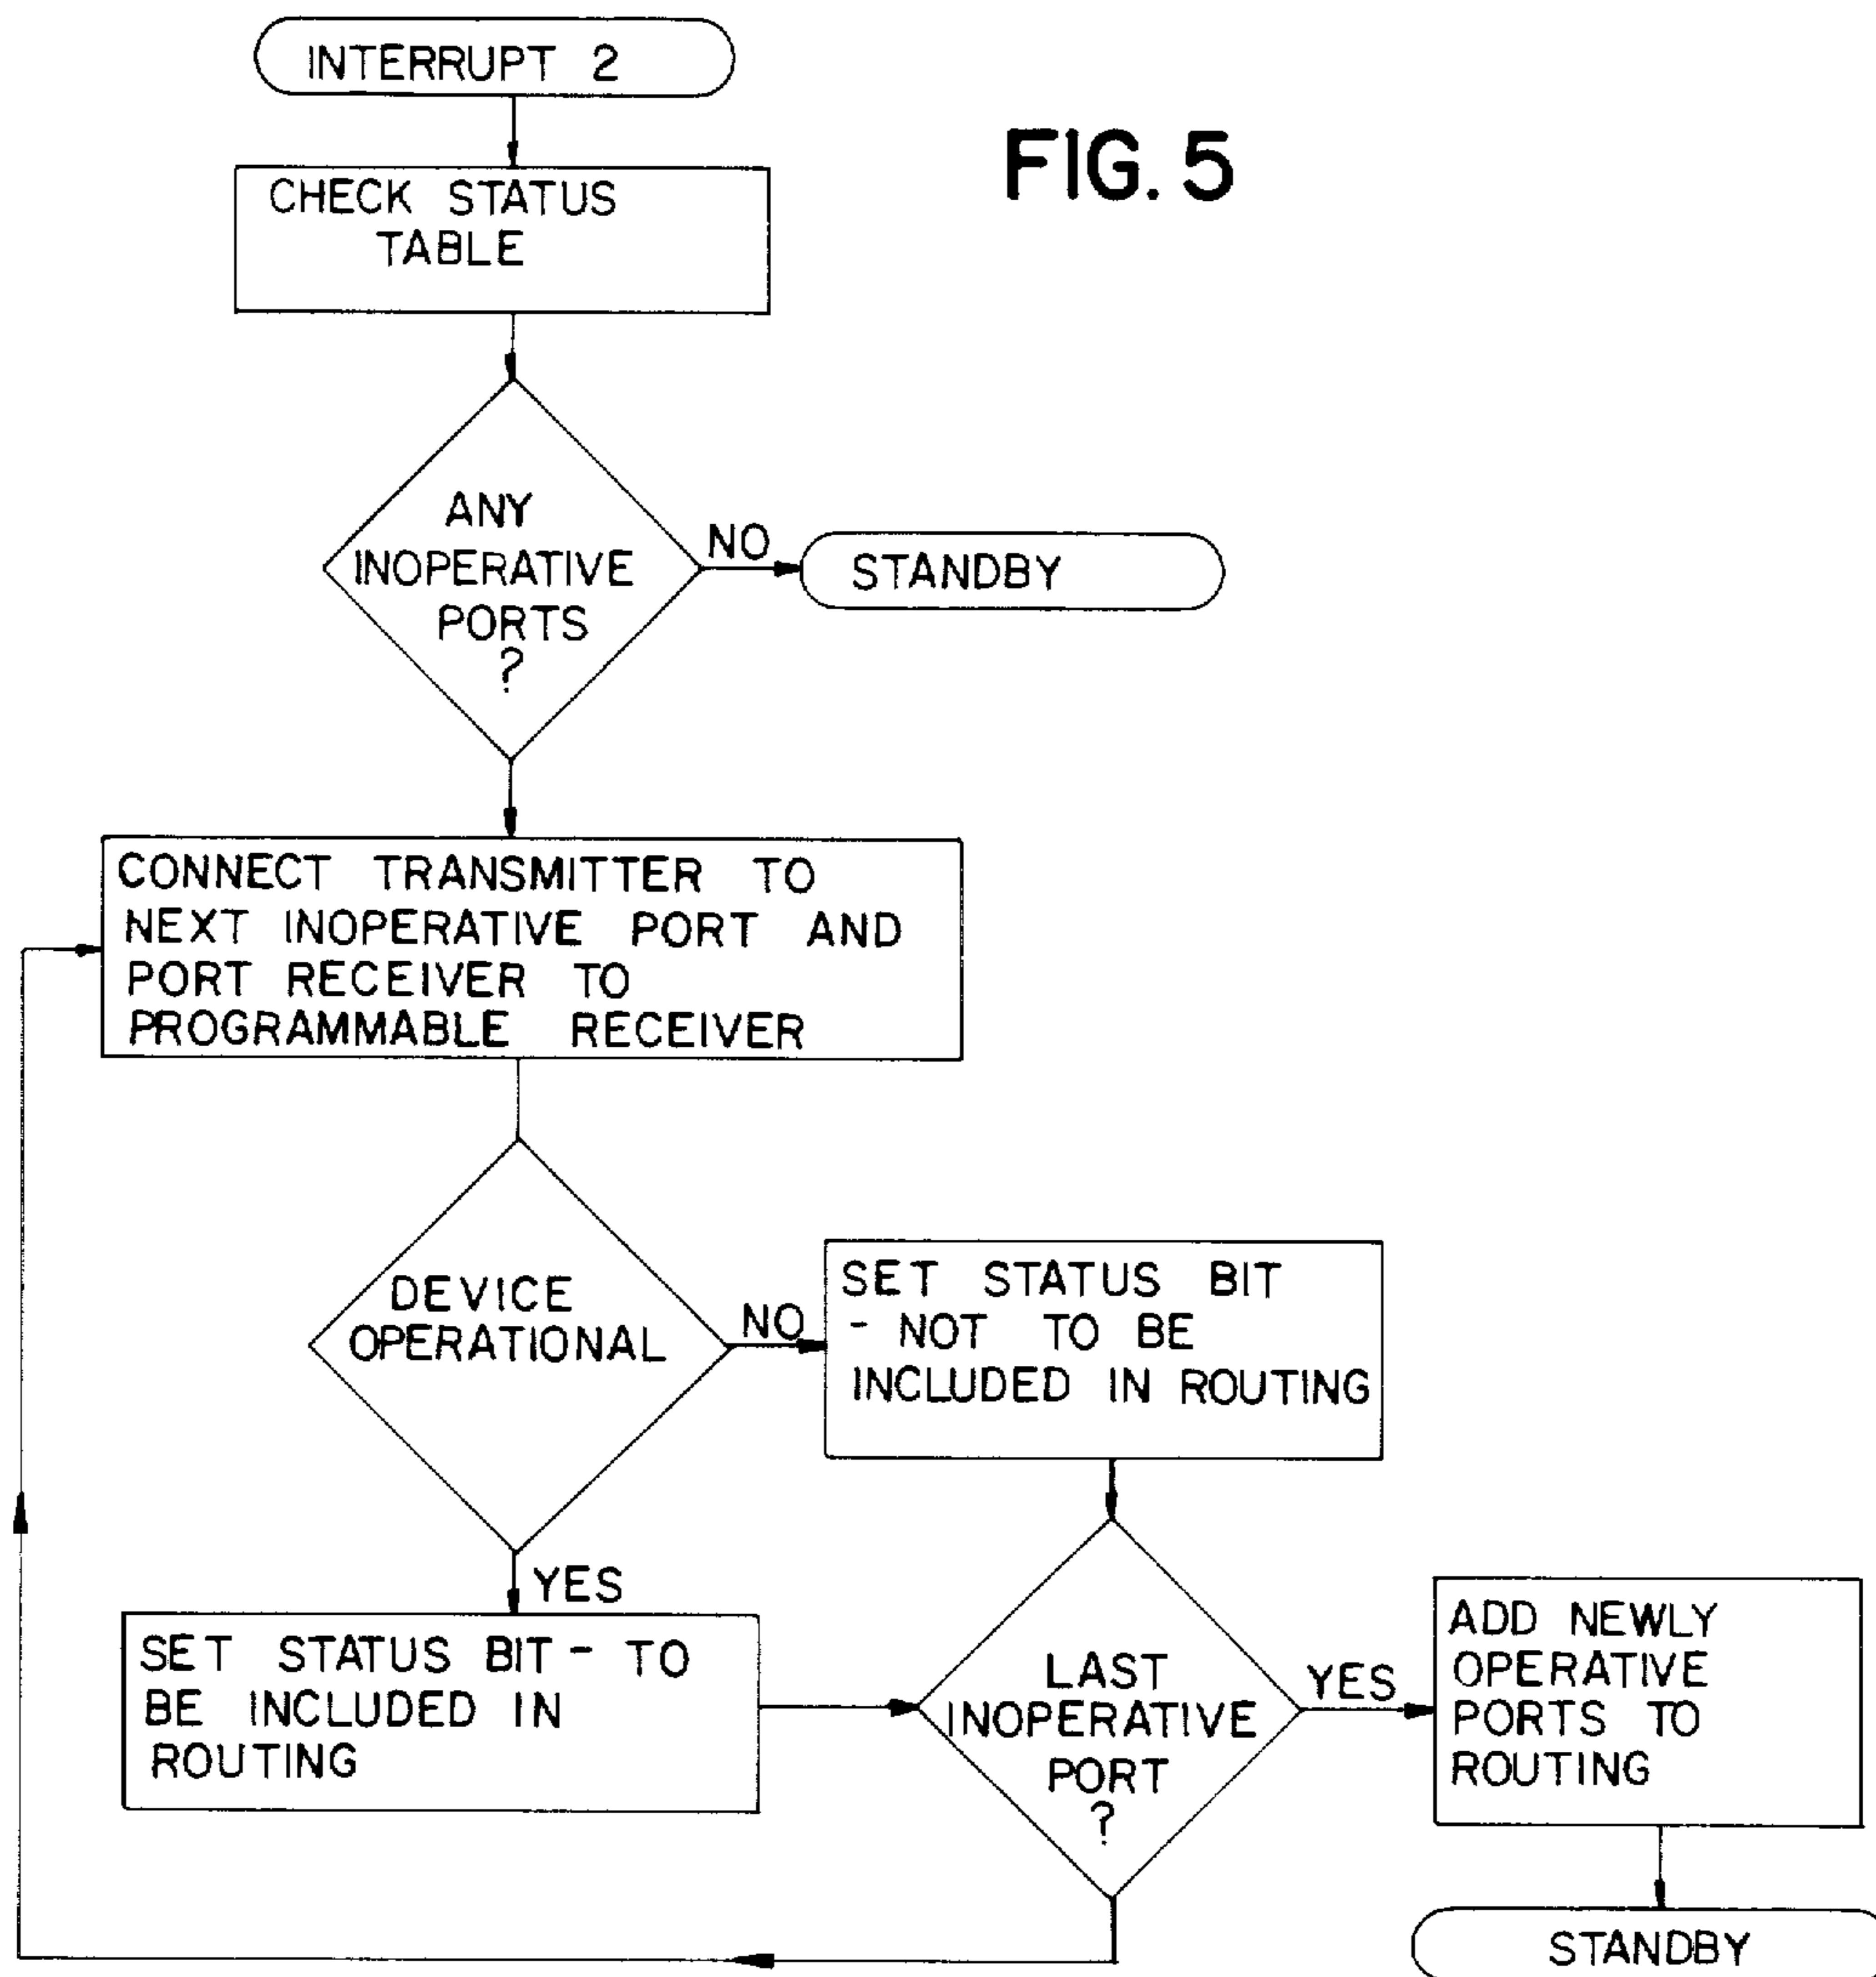 INTERRUPT 2
FIG. 5
CHECK STATUS
TABLE
ANY
INOPERATIVE
PORTS
?
NO
STANDBY
CONNECT TRANSMITTER TO
NEXT INOPERATIVE PORT AND
PORT RECEIVER TO
PROGRAMMABLE RECEIVER
DEVICE
OPERATIONAL
NO
SET STATUS BIT
- NOT TO BE
INCLUDED IN ROUTING
YES
SET STATUS BIT - TO
BE INCLUDED IN
ROUTING
LAST
INOPERATIVE
PORT
?
YES
ADD NEWLY
OPERATIVE
PORTS TO
ROUTING
STANDBY